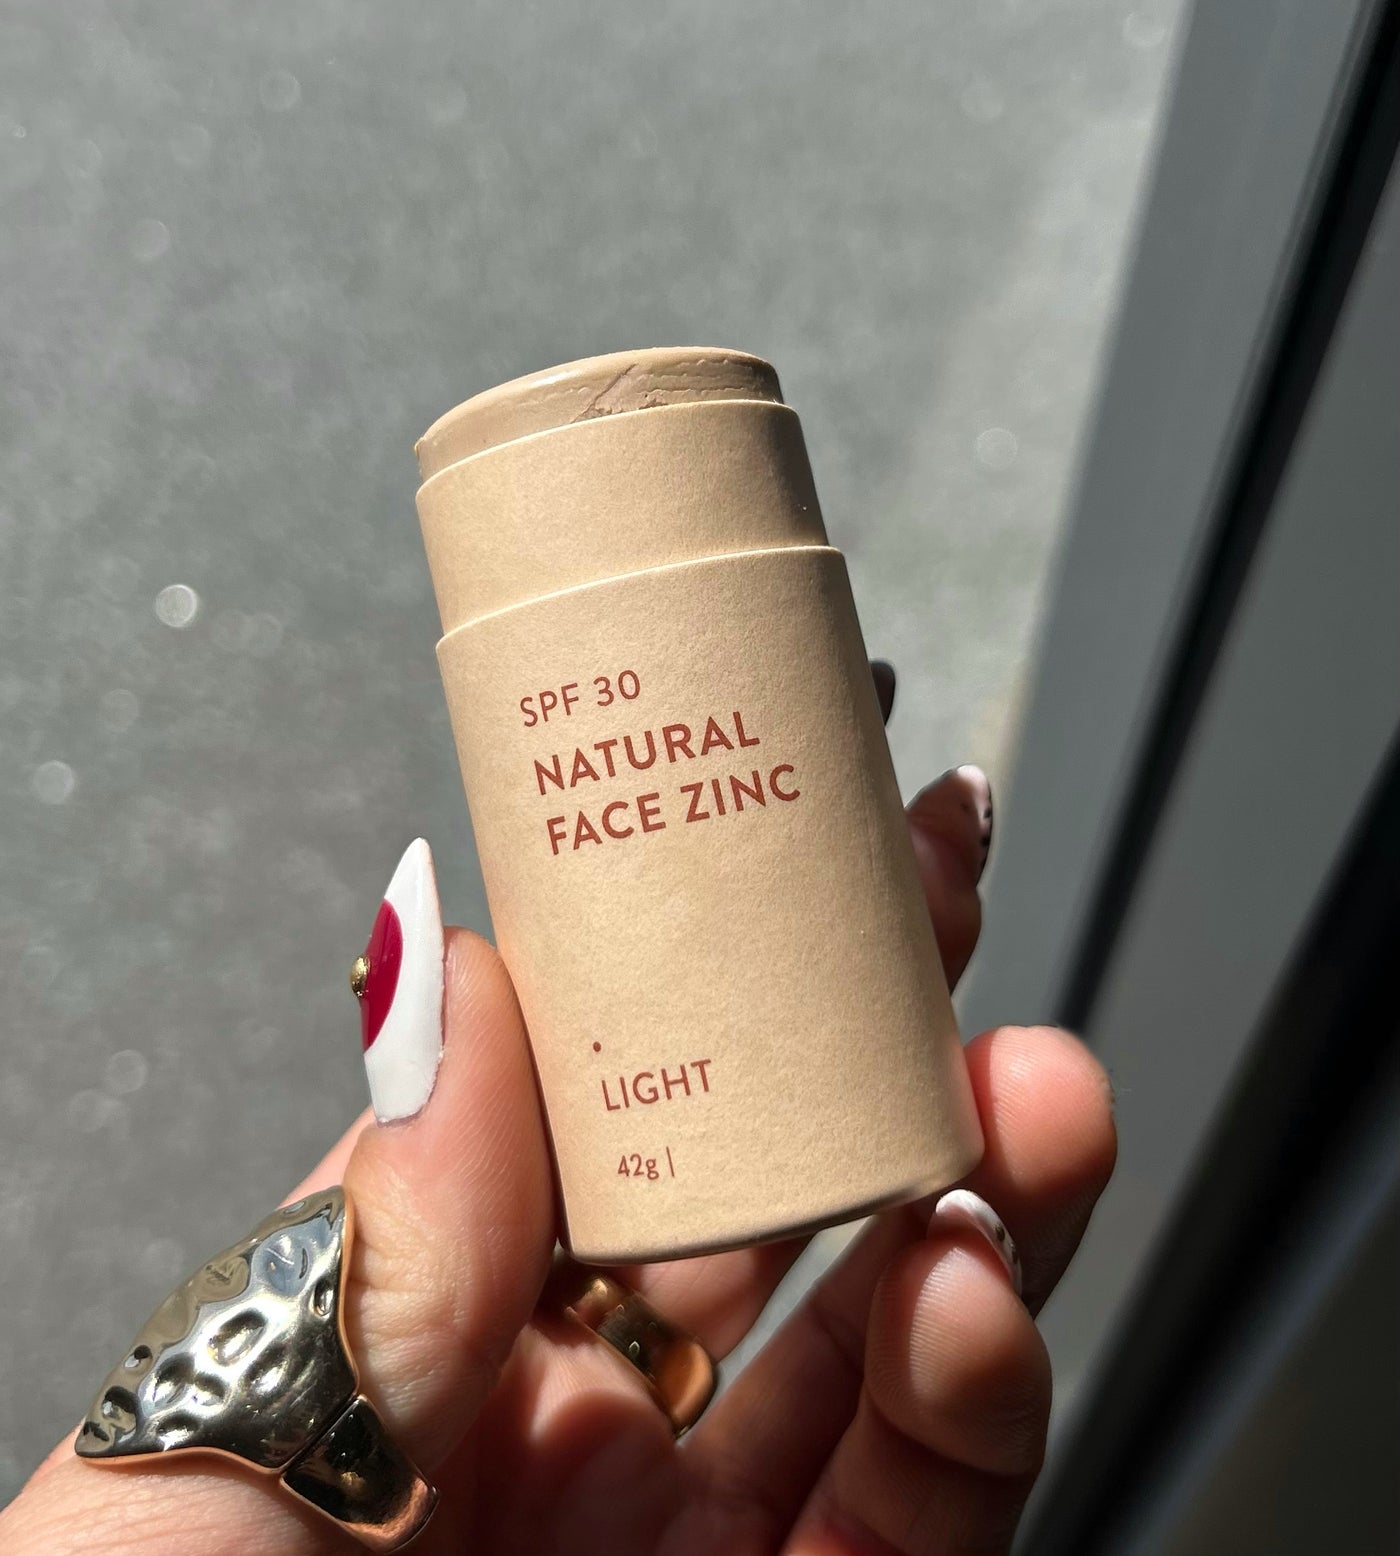 SPF 30
NATURAL
FACE ZINC
LIGHT
42g |